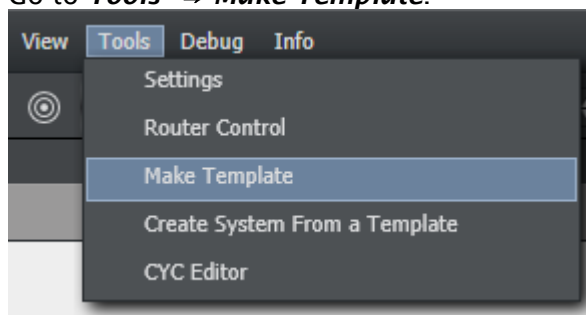 Go to Tools → Make Template.
View Tools Debug Info
Settings
Router Control
Make Template
Create System From a Template
CYC Editor